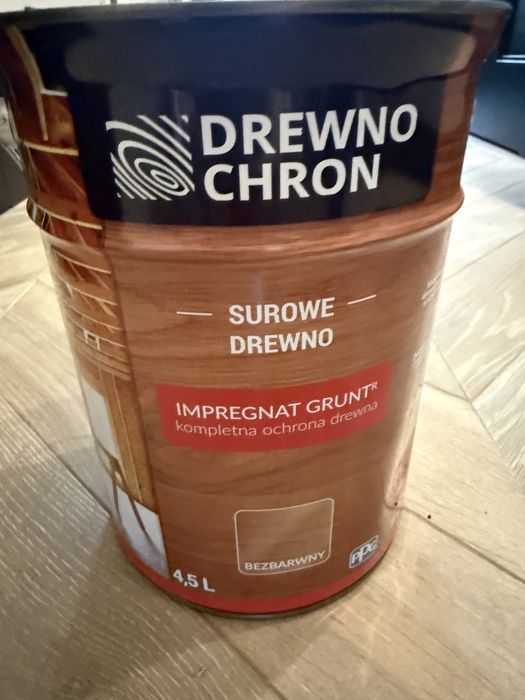 DREWNO
CHRON
SUROWE
DREWNO
IMPREGNAT GRUNT^R
kompletna ochrona drewna
BEZBARWNY
4,5 L
PPG